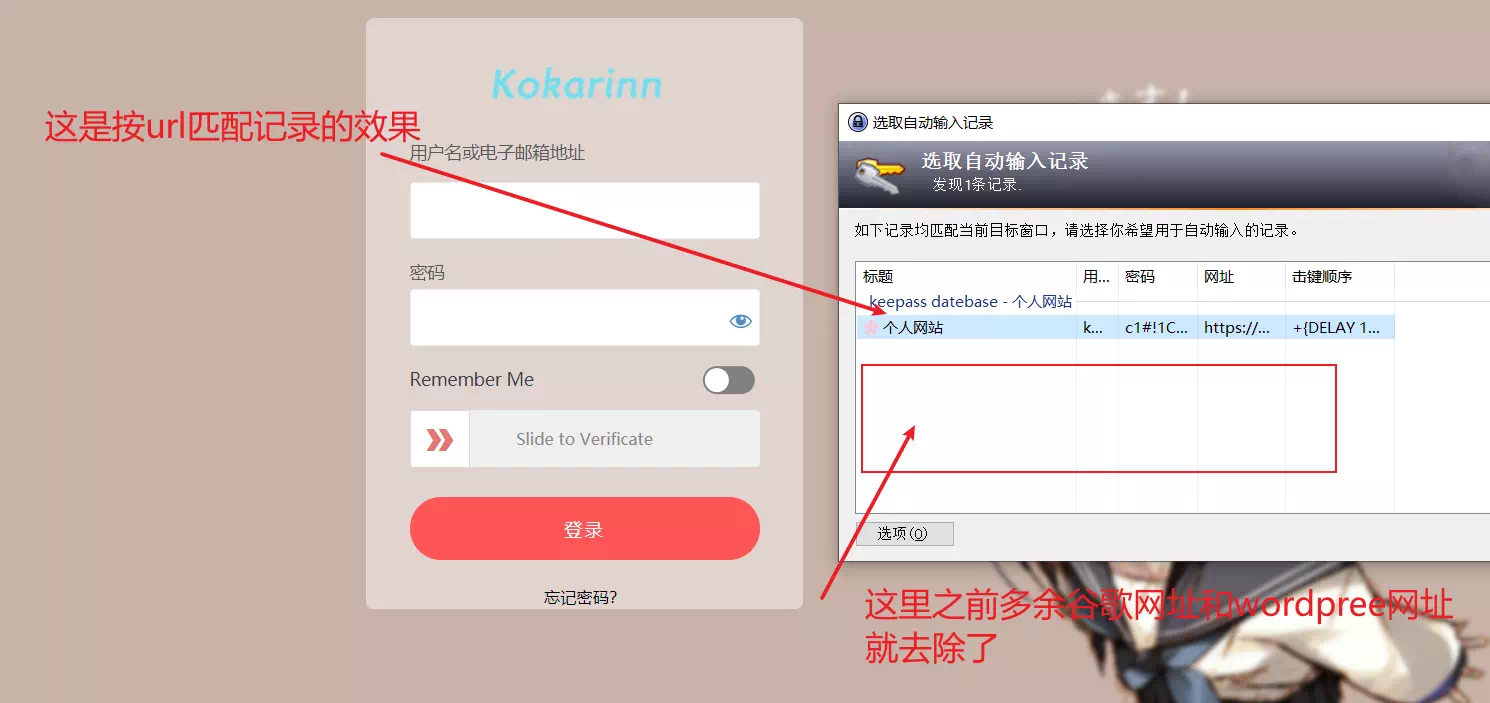 Kokarinn
这是按url匹配记录的效果
用户名或电子邮箱地址
密码
Remember Me
Slide to Verificate
登录
忘记密码?
选取自动输入记录
选取自动输入记录
发现1条记录.
如下记录均匹配当前目标窗口，请选择你希望用于自动输入的记录。
标题 用... 密码 网址 击键顺序
keepass datebase - 个人网站
个人网站 k... c1#!1C... https://... +{DELAY 1...
选项(O)
这里之前多余谷歌网址和wordpree网址
就去除了